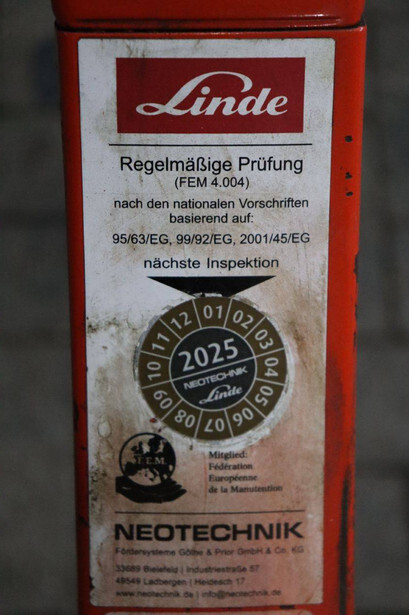 Linde
Regelmäßige Prüfung
(FEM 4.004)
nach den nationalen Vorschriften
basierend auf:
95/63/EG, 99/92/EG, 2001/45/EG
nächste Inspektion
01 02 03 04 05 06 07 08 09 10 11 12
2025
NEOTECHNIK
Linde
F.E.M.
Mitglied:
Fédération
Européenne
de la Manutention
NEOTECHNIK
Fördersysteme Göthe & Prior GmbH & Co. KG
33689 Bielefeld | Industriestraße 57
49549 Ladbergen | Heidesch 17
www.neotechnik.de | info@neotechnik.de